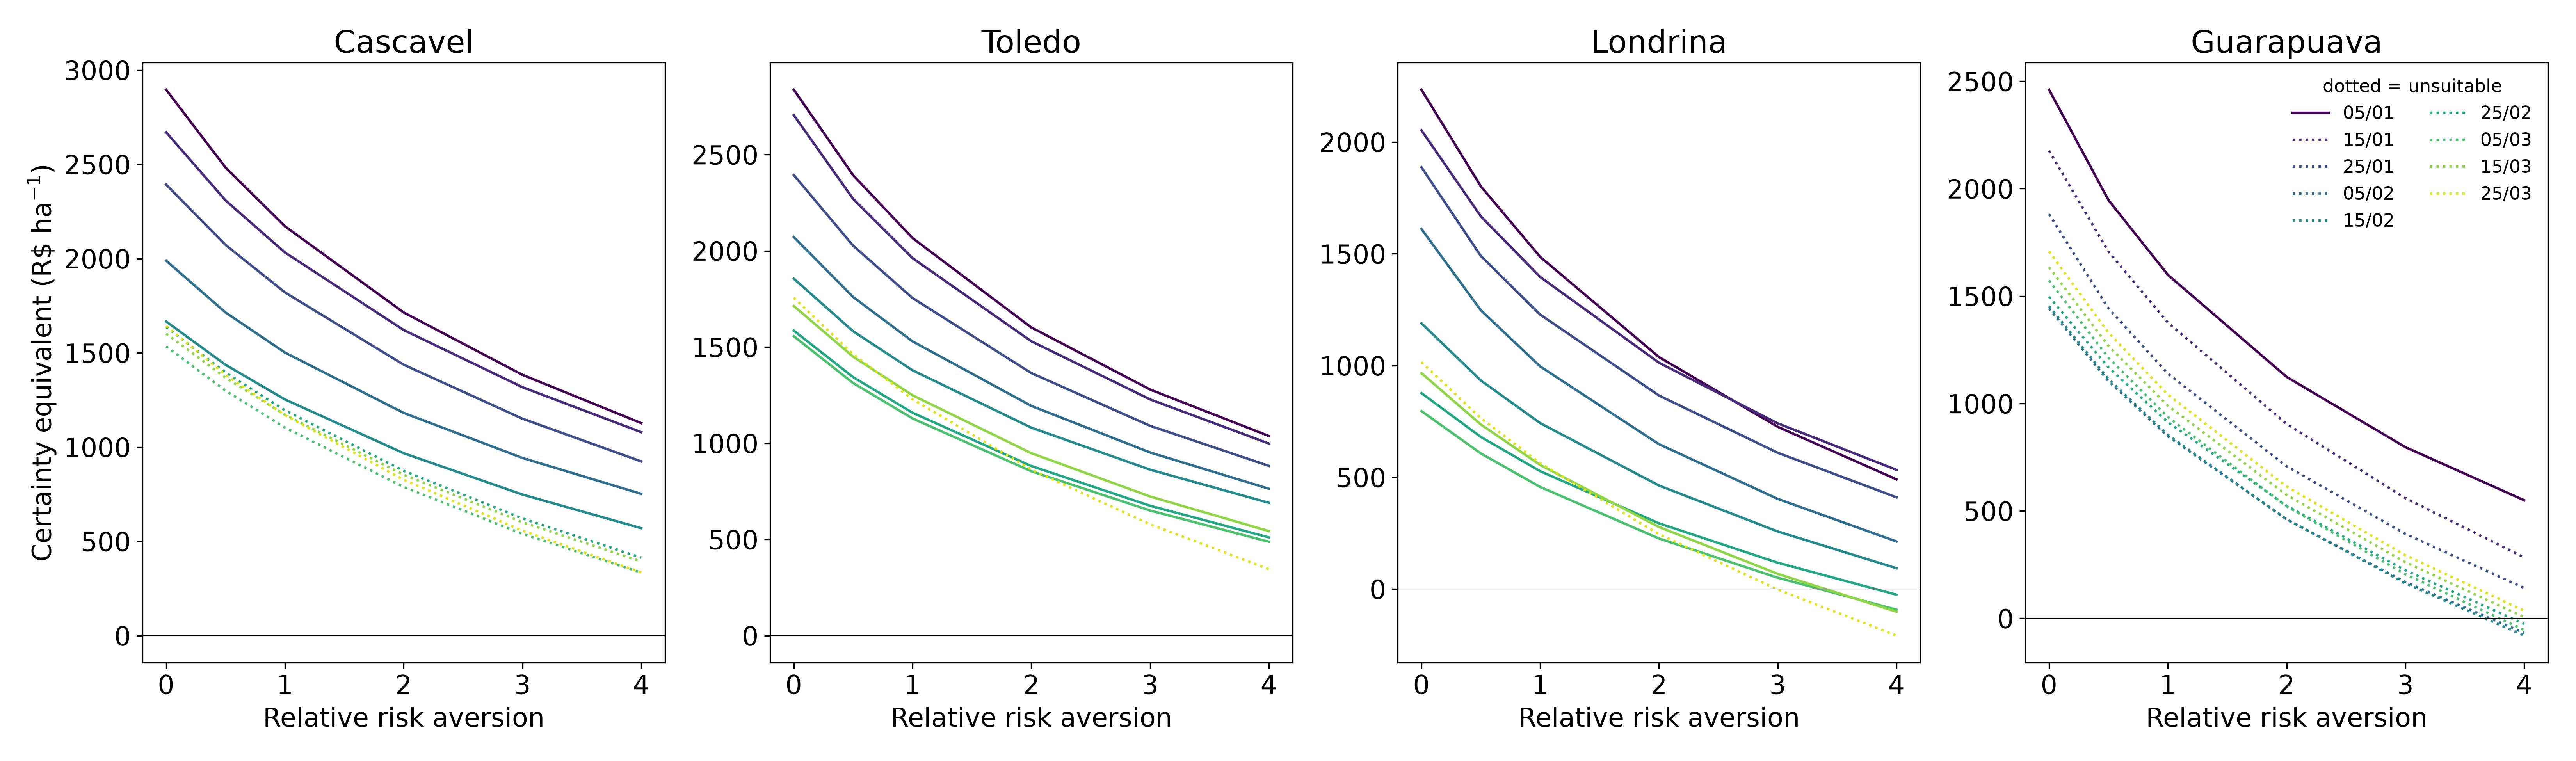 Cascavel
Toledo
Londrina
Guarapuava
Certainty equivalent (R$ ha⁻¹)
3000
2500
2000
1500
1000
500
0
0 1 2 3 4
Relative risk aversion
2500
2000
1500
1000
500
0
0 1 2 3 4
Relative risk aversion
2000
1500
1000
500
0
0 1 2 3 4
Relative risk aversion
2500
2000
1500
1000
500
0
0 1 2 3 4
Relative risk aversion
dotted = unsuitable
05/01
15/01
25/01
05/02
15/02
25/02
05/03
15/03
25/03